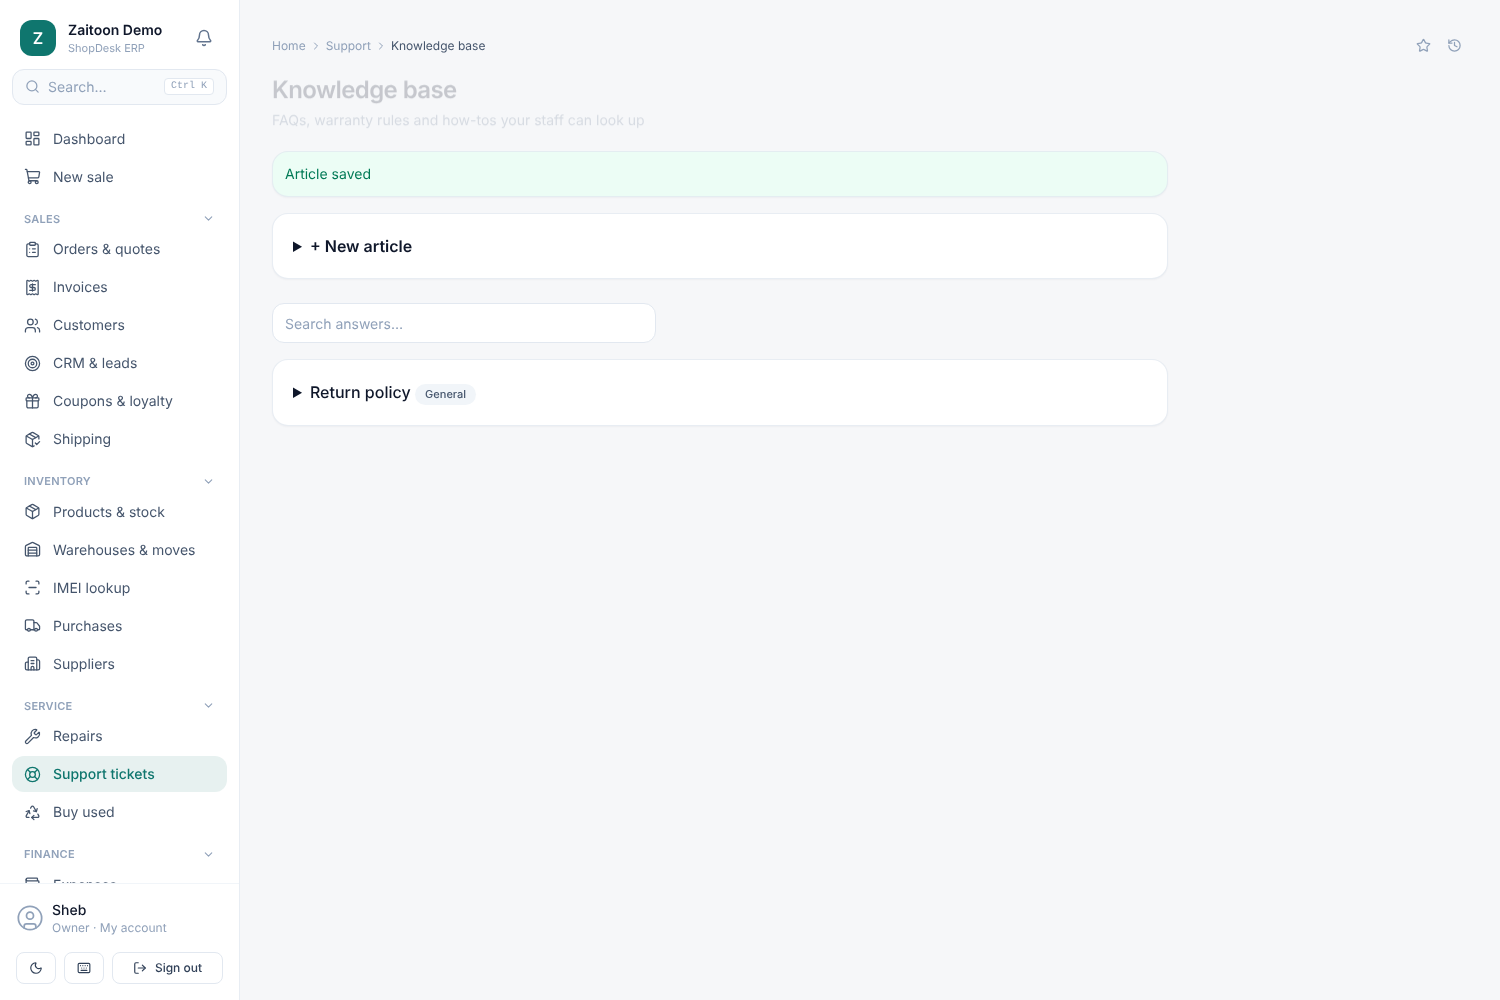 Zaitoon Demo
ShopDesk ERP
Z
Search...
Ctrl K
Dashboard
New sale
SALES
Orders & quotes
Invoices
Customers
CRM & leads
Coupons & loyalty
Shipping
INVENTORY
Products & stock
Warehouses & moves
IMEI lookup
Purchases
Suppliers
SERVICE
Repairs
Support tickets
Buy used
FINANCE
Expenses
Sheb
Owner · My account
Sign out
Home > Support > Knowledge base
Knowledge base
FAQs, warranty rules and how-tos your staff can look up
Article saved
+ New article
Search answers...
Return policy General